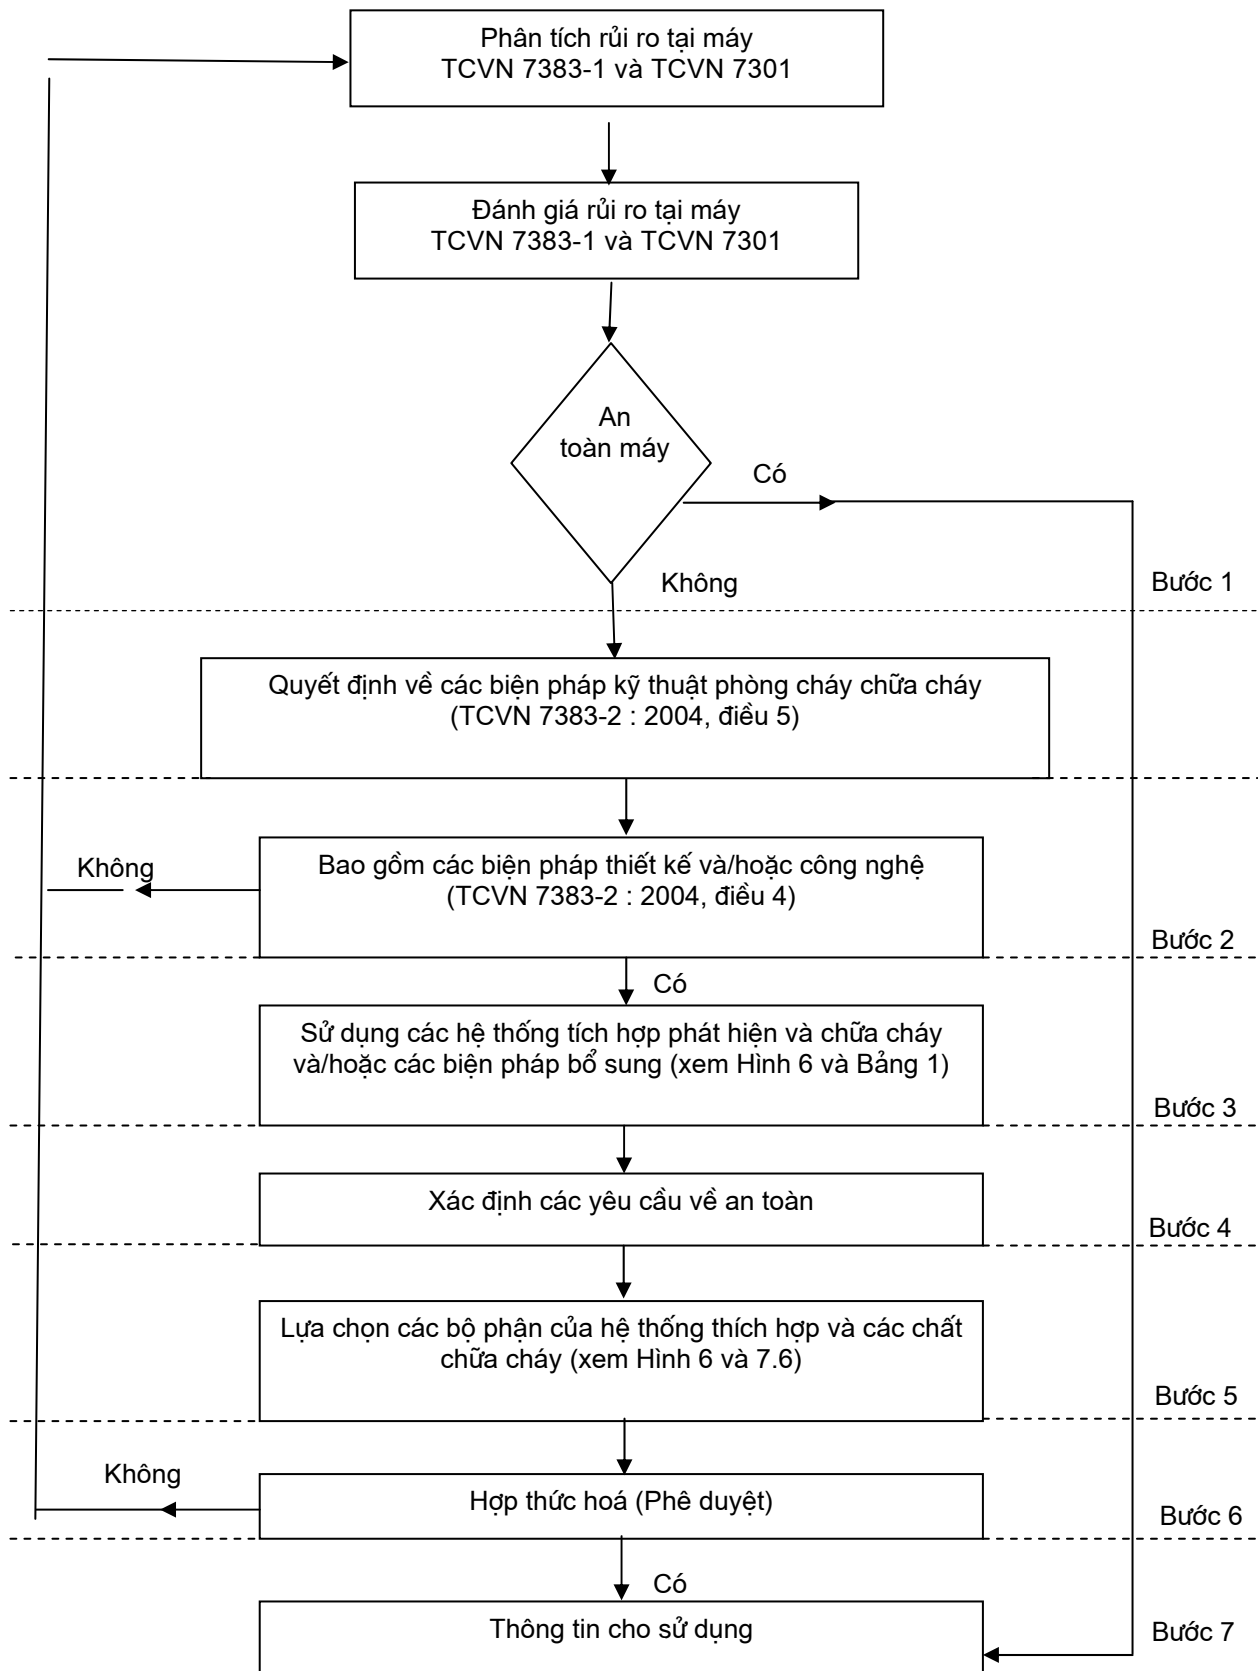 Phân tích rủi ro tại máy
TCVN 7383-1 và TCVN 7301
Đánh giá rủi ro tại máy
TCVN 7383-1 và TCVN 7301
An
toàn máy
Có
Không
Bước 1
Quyết định về các biện pháp kỹ thuật phòng cháy chữa cháy
(TCVN 7383-2 : 2004, điều 5)
Không
Bao gồm các biện pháp thiết kế và/hoặc công nghệ
(TCVN 7383-2 : 2004, điều 4)
Bước 2
Có
Sử dụng các hệ thống tích hợp phát hiện và chữa cháy
và/hoặc các biện pháp bổ sung (xem Hình 6 và Bảng 1)
Bước 3
Xác định các yêu cầu về an toàn
Bước 4
Lựa chọn các bộ phận của hệ thống thích hợp và các chất
chữa cháy (xem Hình 6 và 7.6)
Bước 5
Không
Hợp thức hoá (Phê duyệt)
Bước 6
Có
Thông tin cho sử dụng
Bước 7